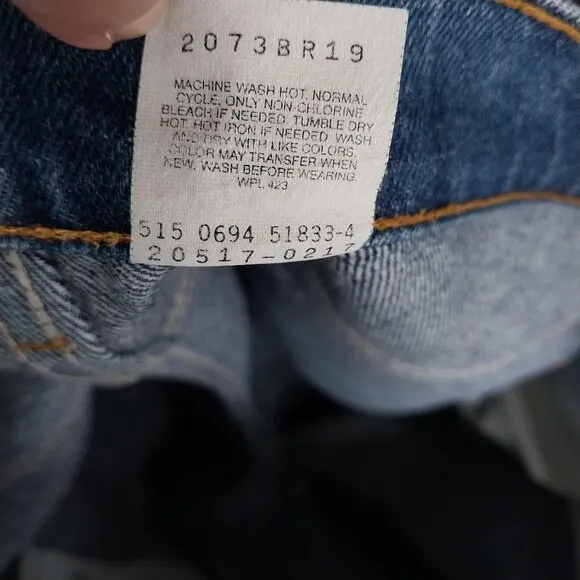 2073BR19
MACHINE WASH HOT, NORMAL
CYCLE, ONLY NON-CHLORINE
BLEACH IF NEEDED. TUMBLE DRY
HOT, HOT IRON IF NEEDED. WASH
AND DRY WITH LIKE COLORS.
COLOR MAY TRANSFER WHEN
NEW. WASH BEFORE WEARING.
WPL 423
515 0694 51833-4
20517-0217